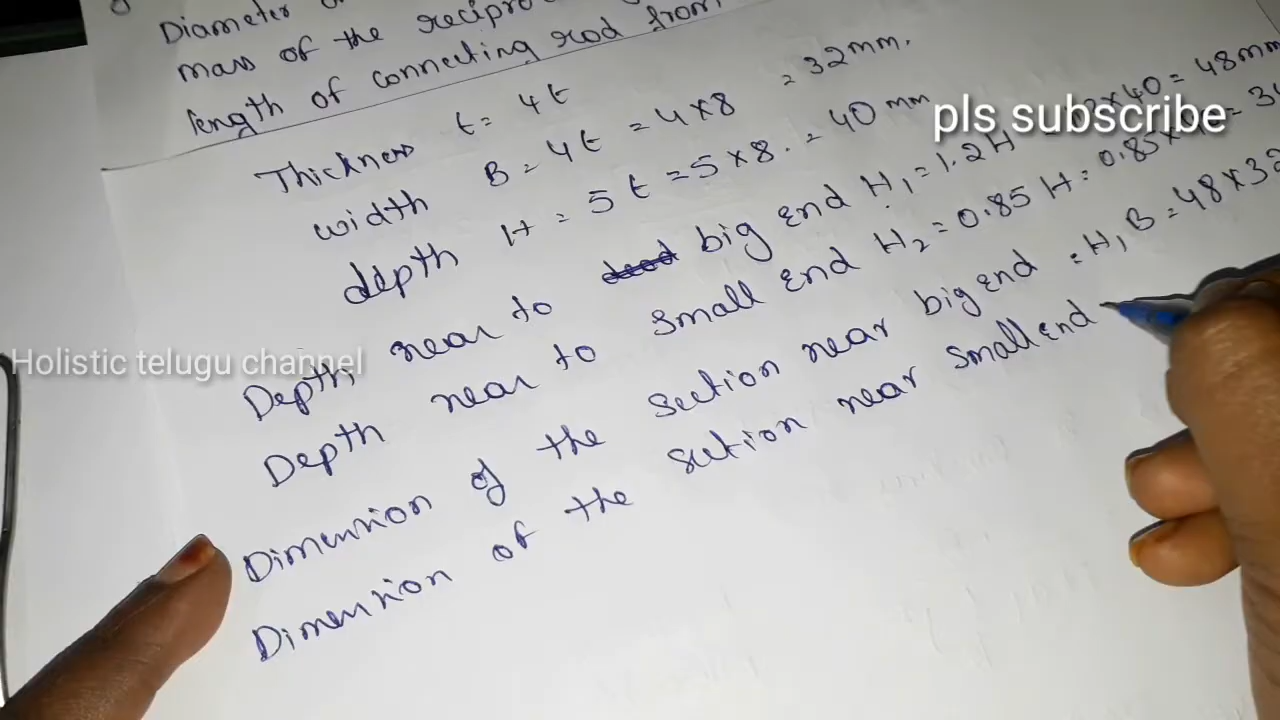 Diameter
mass of the recipro
length of connecting rod from
Thickness t = 4t
width B = 4t = 4×8 = 32mm.
depth H = 5t = 5×8. = 40 mm
Depth near to big end H1 = 1.2H ×40 = 48mm
Depth near to small end H2 = 0.85 H = 0.85×
Dimension of the section near big end = H1 B = 48×32
Dimension of the section near small end
pls subscribe
Holistic telugu channel